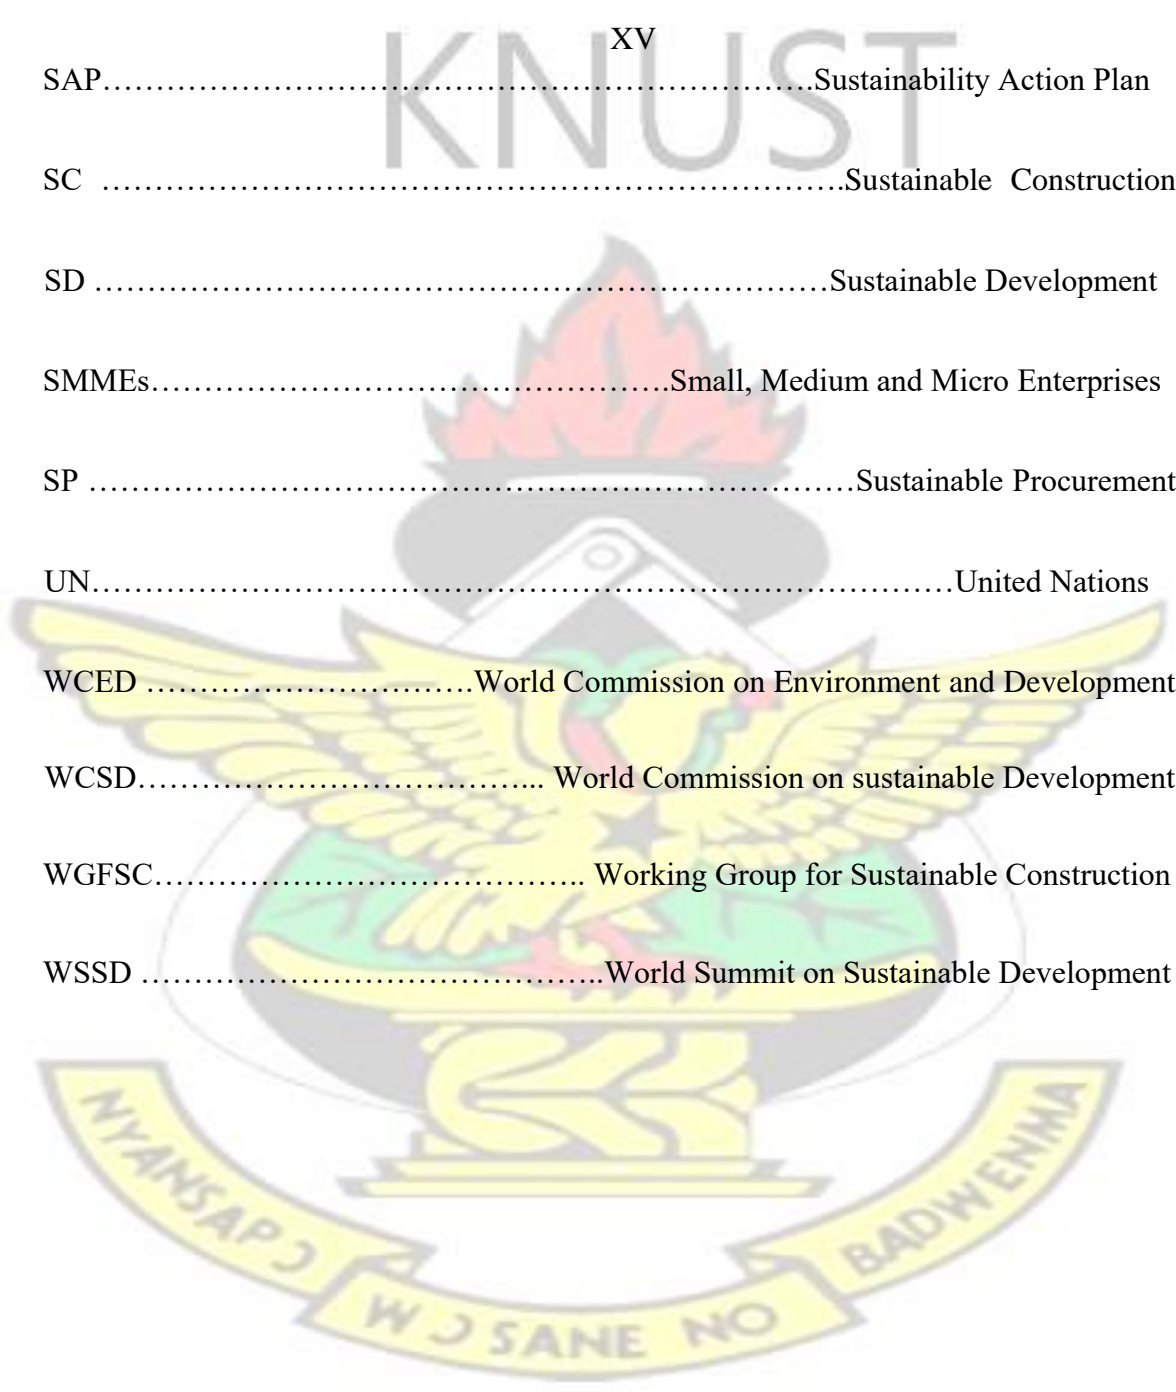 KNUST
XV
SAP……………………………………………………………….Sustainability Action Plan
SC ………………………………………………………………….Sustainable Construction
SD …………………………………………………………………Sustainable Development
SMMEs……………………………………………….Small, Medium and Micro Enterprises
SP ……………………………………………………………………Sustainable Procurement
UN……………………………………………………………………………United Nations
WCED …………………………….World Commission on Environment and Development
WCSD…………………………………... World Commission on sustainable Development
WGFSC…………………………………….. Working Group for Sustainable Construction
WSSD ………………………………………..World Summit on Sustainable Development
NYANSAPƆ WƆSANE NO BADWENMA